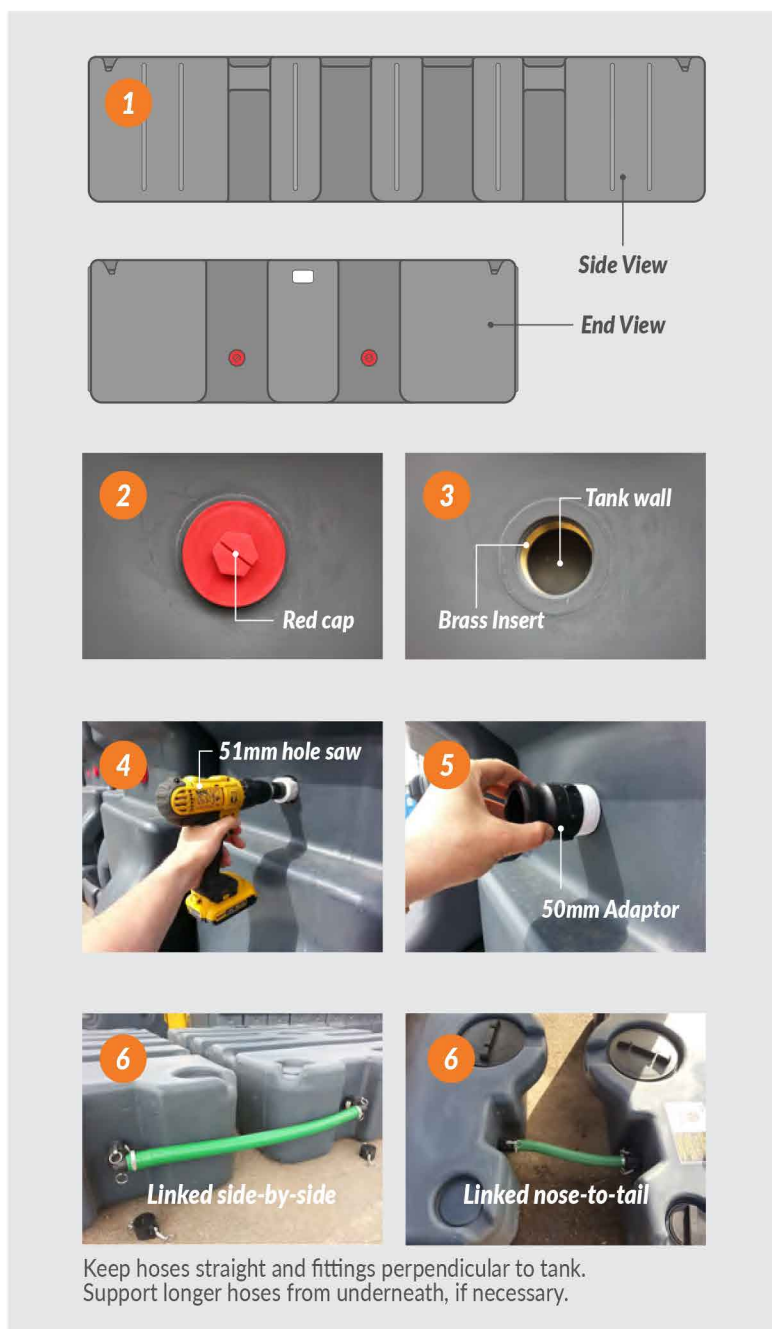 1
Side View
End View
2
Red cap
3
Tank wall
Brass Insert
4
51mm hole saw
5
50mm Adaptor
6
Linked side-by-side
6
Linked nose-to-tail
Keep hoses straight and fittings perpendicular to tank.
Support longer hoses from underneath, if necessary.